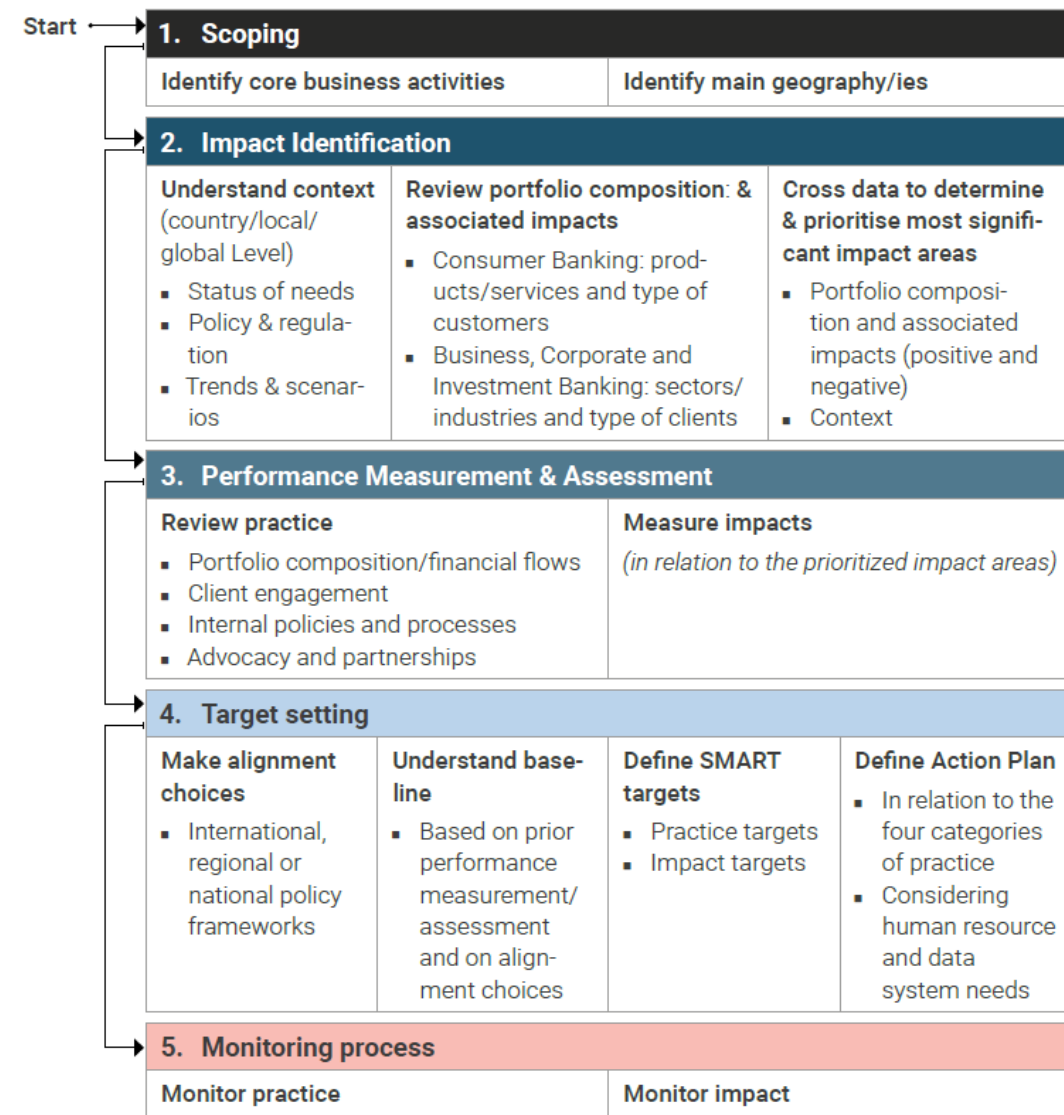 Start
1. Scoping
Identify core business activities
Identify main geography/ies
2. Impact Identification
Understand context
(country/local/
global Level)
▪ Status of needs
▪ Policy & regula-
tion
▪ Trends & scenar-
ios
Review portfolio composition: &
associated impacts
▪ Consumer Banking: prod-
ucts/services and type of
customers
▪ Business, Corporate and
Investment Banking: sectors/
industries and type of clients
Cross data to determine
& prioritise most signifi-
cant impact areas
▪ Portfolio composi-
tion and associated
impacts (positive and
negative)
▪ Context
3. Performance Measurement & Assessment
Review practice
▪ Portfolio composition/financial flows
▪ Client engagement
▪ Internal policies and processes
▪ Advocacy and partnerships
Measure impacts
(in relation to the prioritized impact areas)
4. Target setting
Make alignment
choices
▪ International,
regional or
national policy
frameworks
Understand base-
line
▪ Based on prior
performance
measurement/
assessment
and on align-
ment choices
Define SMART
targets
▪ Practice targets
▪ Impact targets
Define Action Plan
▪ In relation to the
four categories
of practice
▪ Considering
human resource
and data
system needs
5. Monitoring process
Monitor practice
Monitor impact